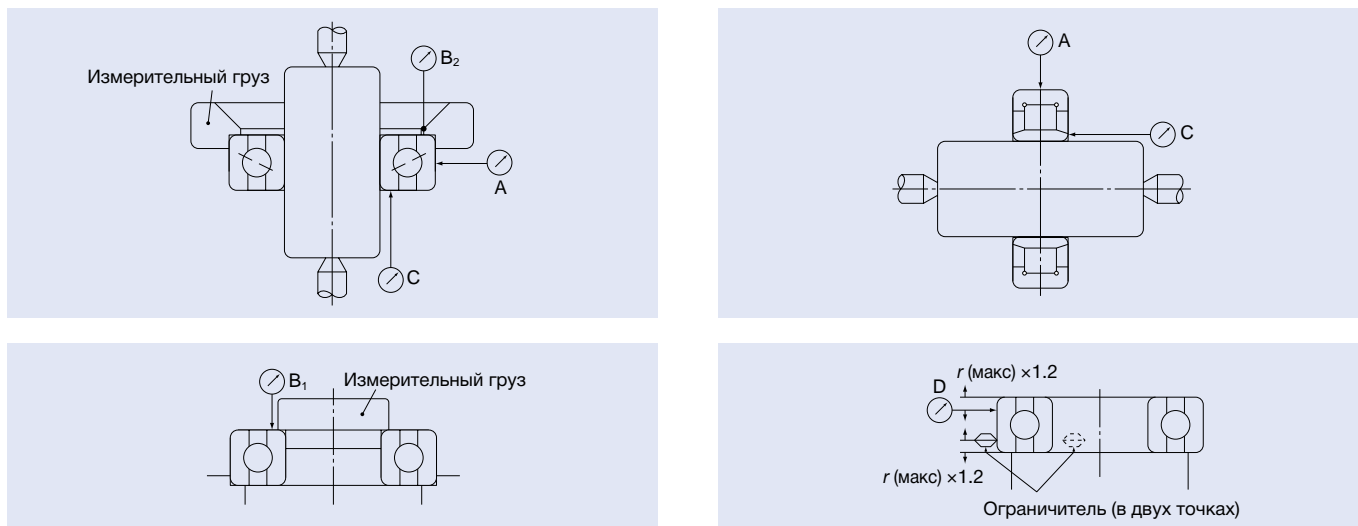 B₂
Измерительный груз
A
C
A
C
B₁
Измерительный груз
r (макс) ×1.2
D
r (макс) ×1.2
Ограничитель (в двух точках)